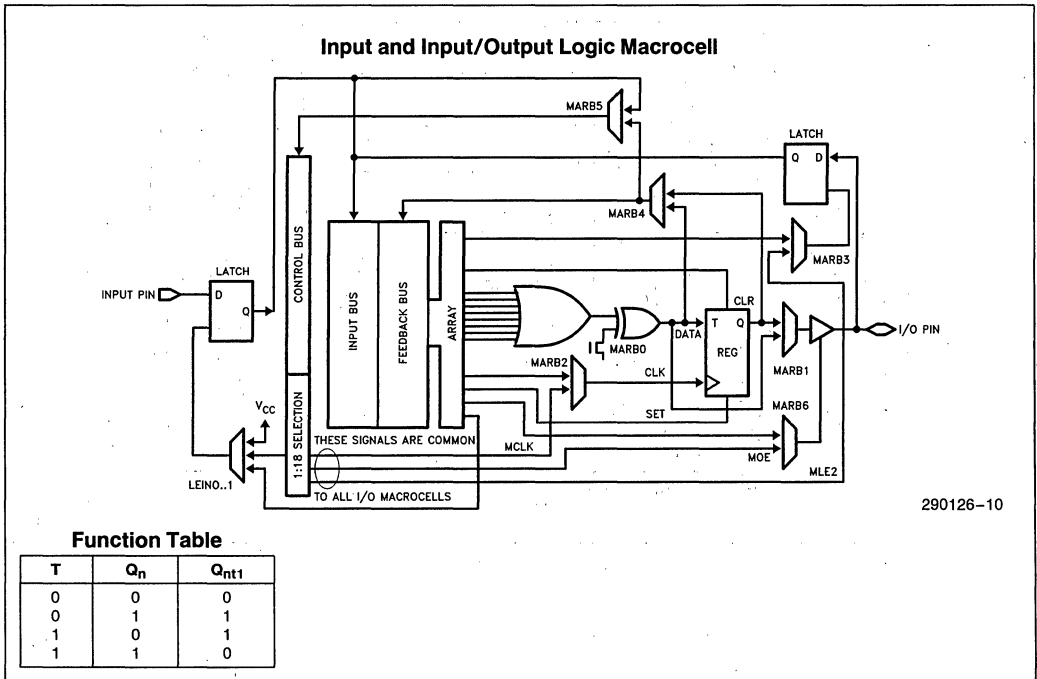 Input and Input/Output Logic Macrocell
MARB5
LATCH
Q D
MARB4
MARB3
CONTROL BUS
LATCH
D
Q
INPUT PIN
INPUT BUS
FEEDBACK BUS
ARRAY
CLR
T Q
REG
DATA
MARB0
I/O PIN
MARB1
MARB2
CLK
SET
MARB6
VCC
1:18 SELECTION
THESE SIGNALS ARE COMMON
MCLK
MOE
MLE2
LEIN0..1
TO ALL I/O MACROCELLS
290126-10
Function Table
T Qn Qnt1
0 0 0
0 1 1
1 0 1
1 1 0